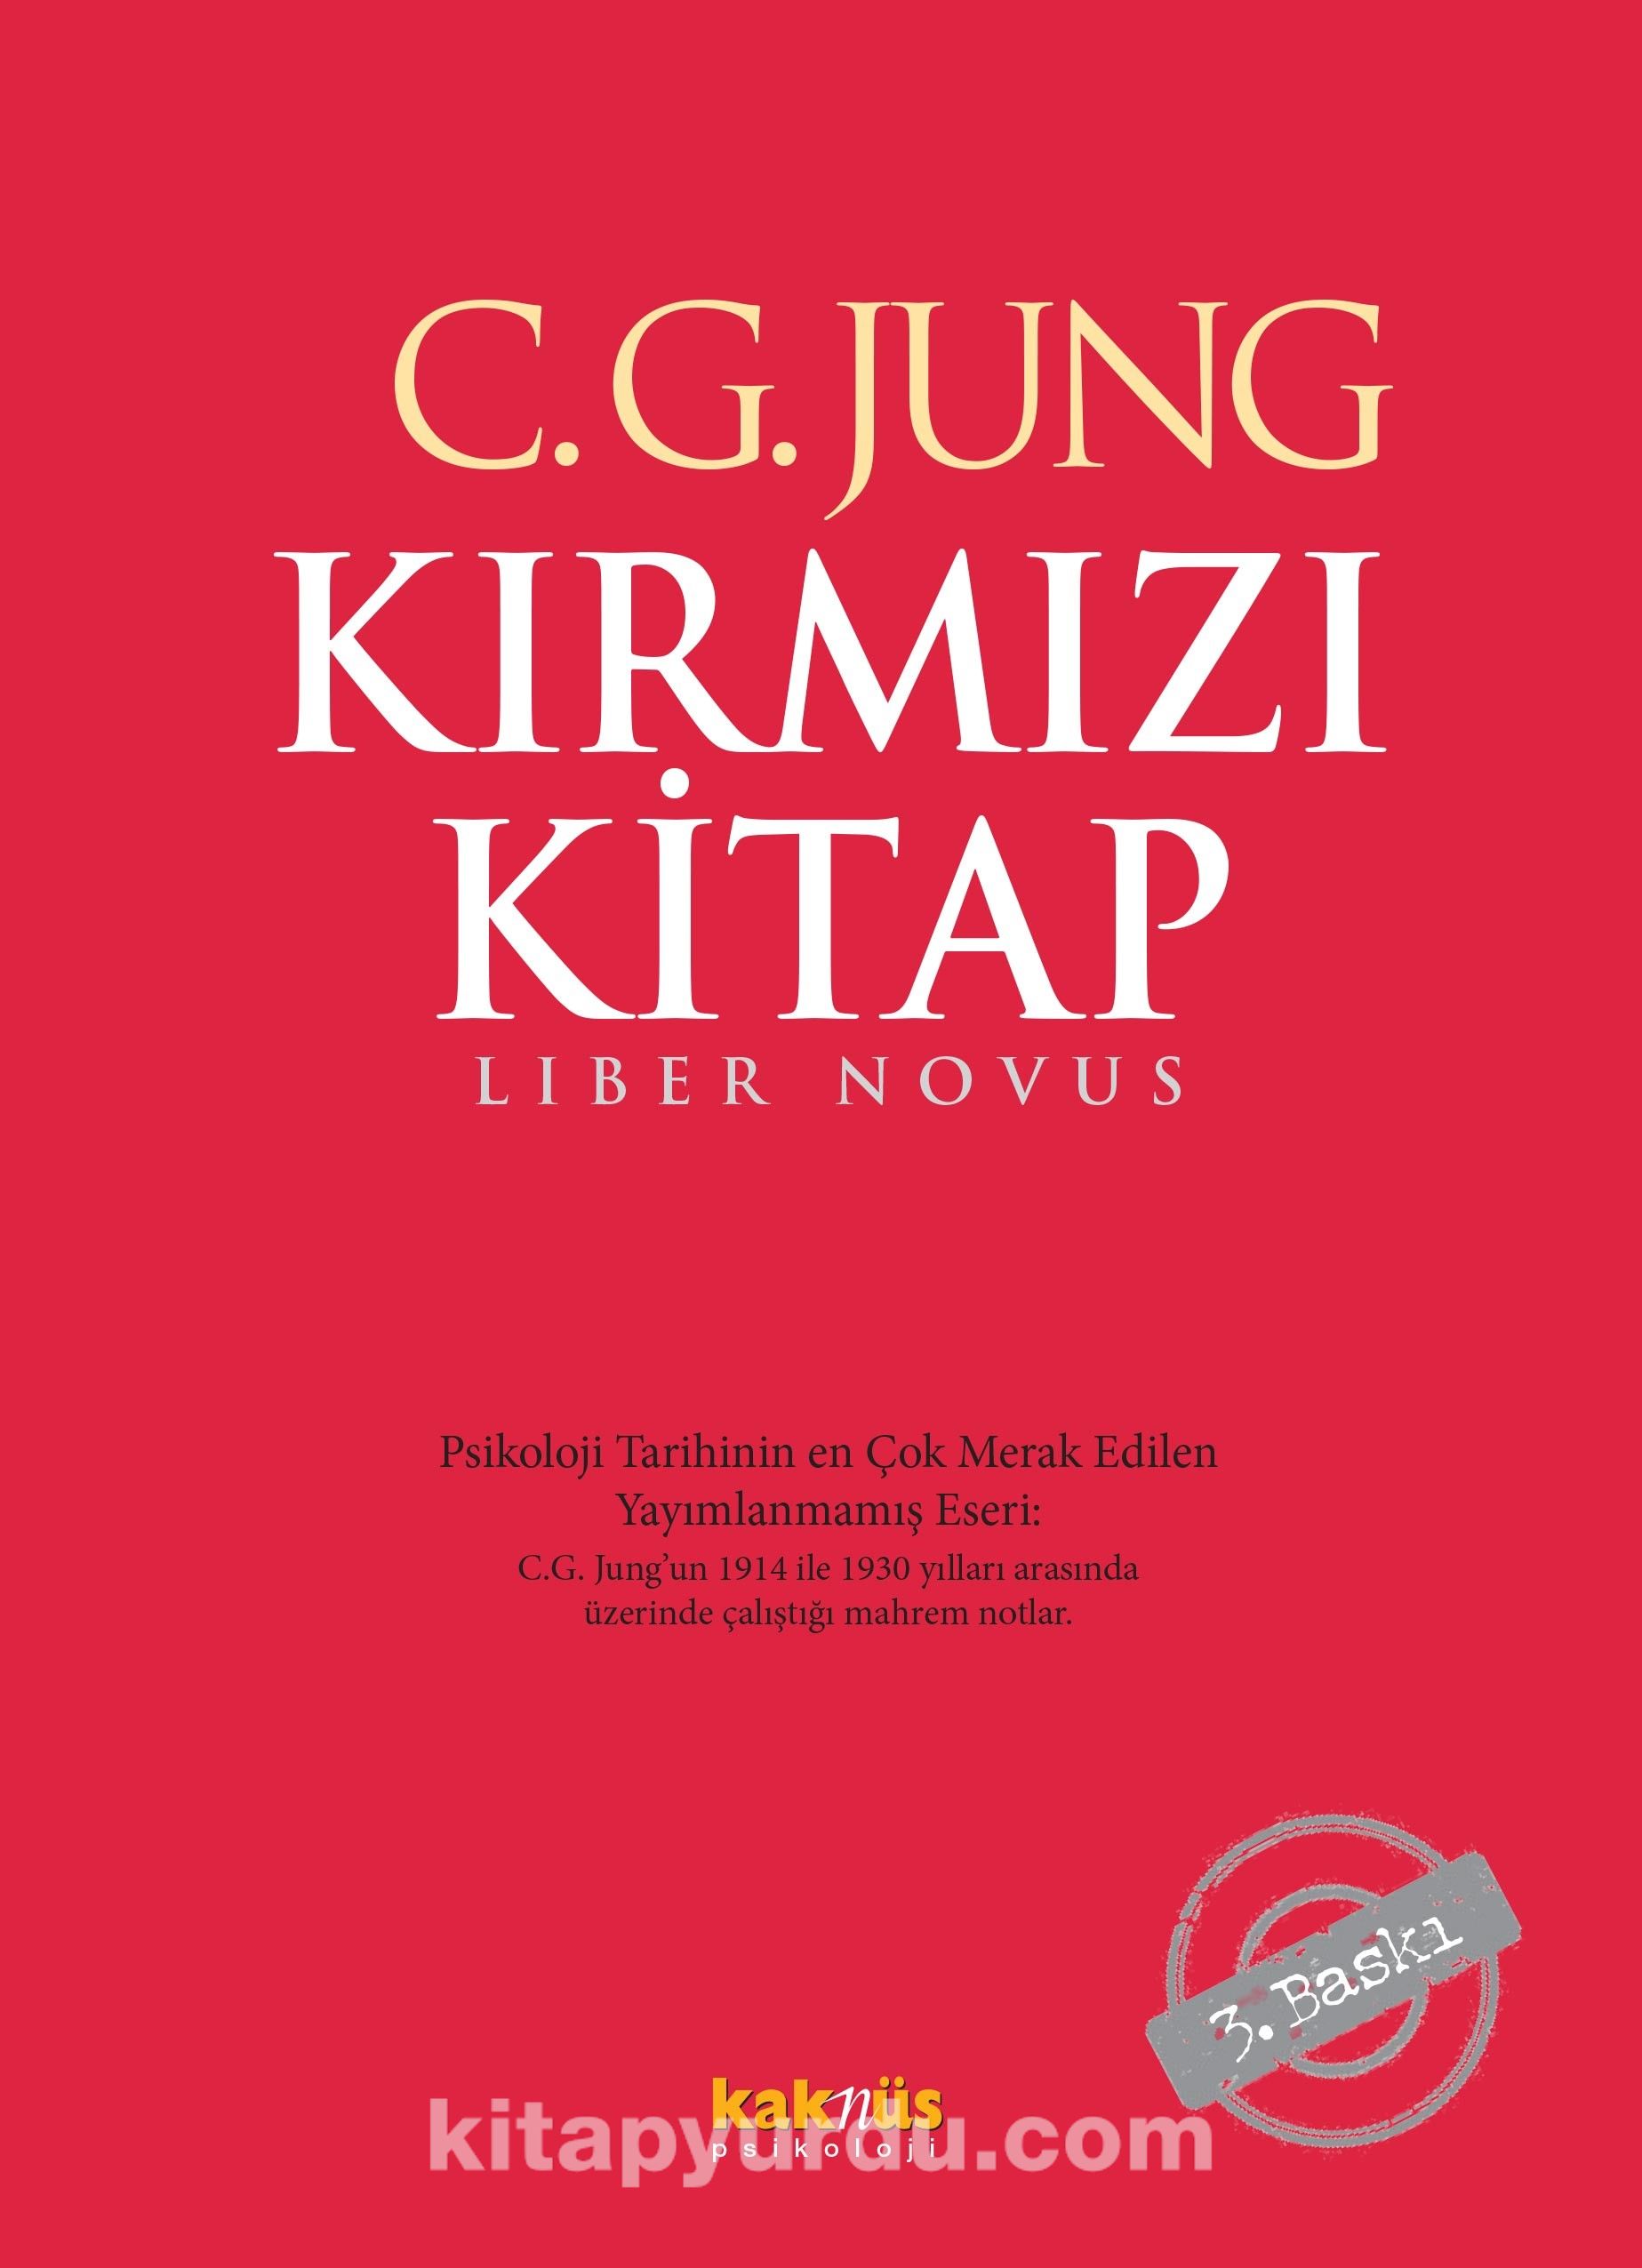 C. G. JUNG
KIRMIZI
KİTAP
LIBER NOVUS
Psikoloji Tarihinin en Çok Merak Edilen
Yayımlanmamış Eseri:
C.G. Jung’un 1914 ile 1930 yılları arasında
üzerinde çalıştığı mahrem notlar.
3. Baskı
kaknüs
psikoloji
kitapyurdu.com